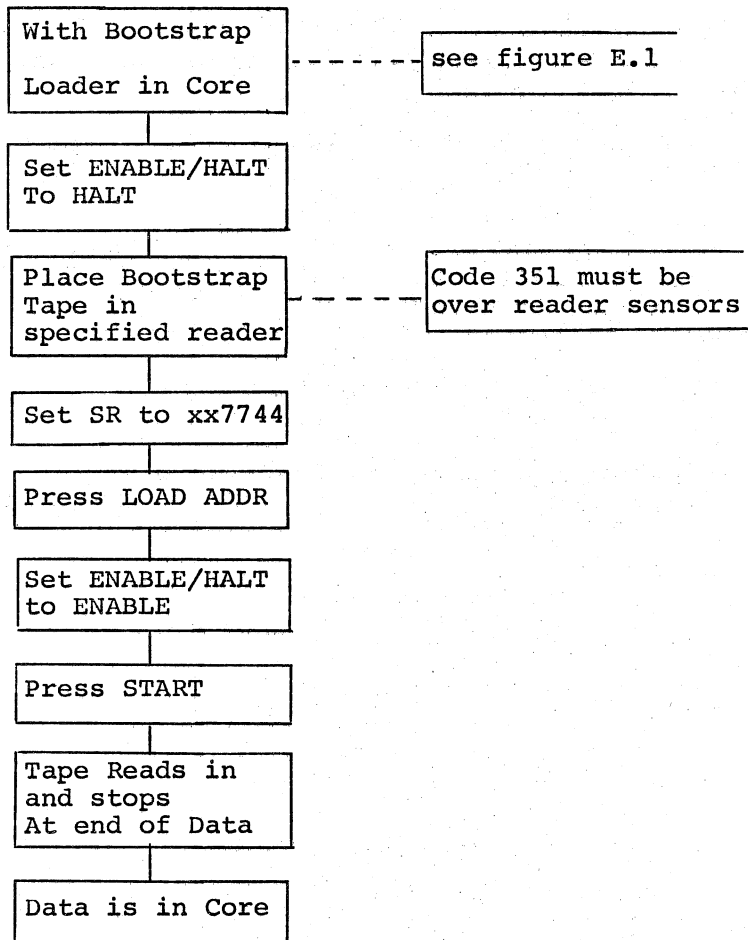 With Bootstrap
Loader in Core
see figure E.1
Set ENABLE/HALT
To HALT
Place Bootstrap
Tape in
specified reader
Code 351 must be
over reader sensors
Set SR to xx7744
Press LOAD ADDR
Set ENABLE/HALT
to ENABLE
Press START
Tape Reads in
and stops
At end of Data
Data is in Core